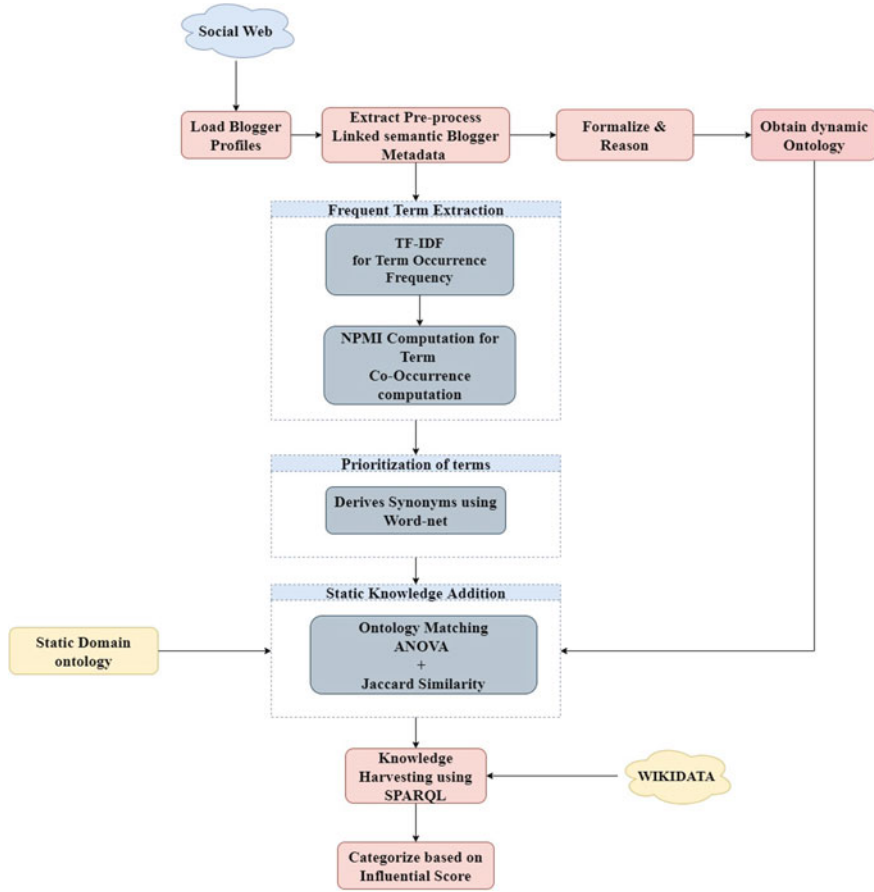 Social Web
Load Blogger
Profiles
Extract Pre-process
Linked semantic Blogger
Metadata
Formalize &
Reason
Obtain dynamic
Ontology
Frequent Term Extraction
TF-IDF
for Term Occurrence
Frequency
NPMI Computation for
Term
Co-Occurrence
computation
Prioritization of terms
Derives Synonyms using
Word-net
Static Knowledge Addition
Ontology Matching
ANOVA
+
Jaccard Similarity
Static Domain
ontology
Knowledge
Harvesting using
SPARQL
WIKIDATA
Categorize based on
Influential Score